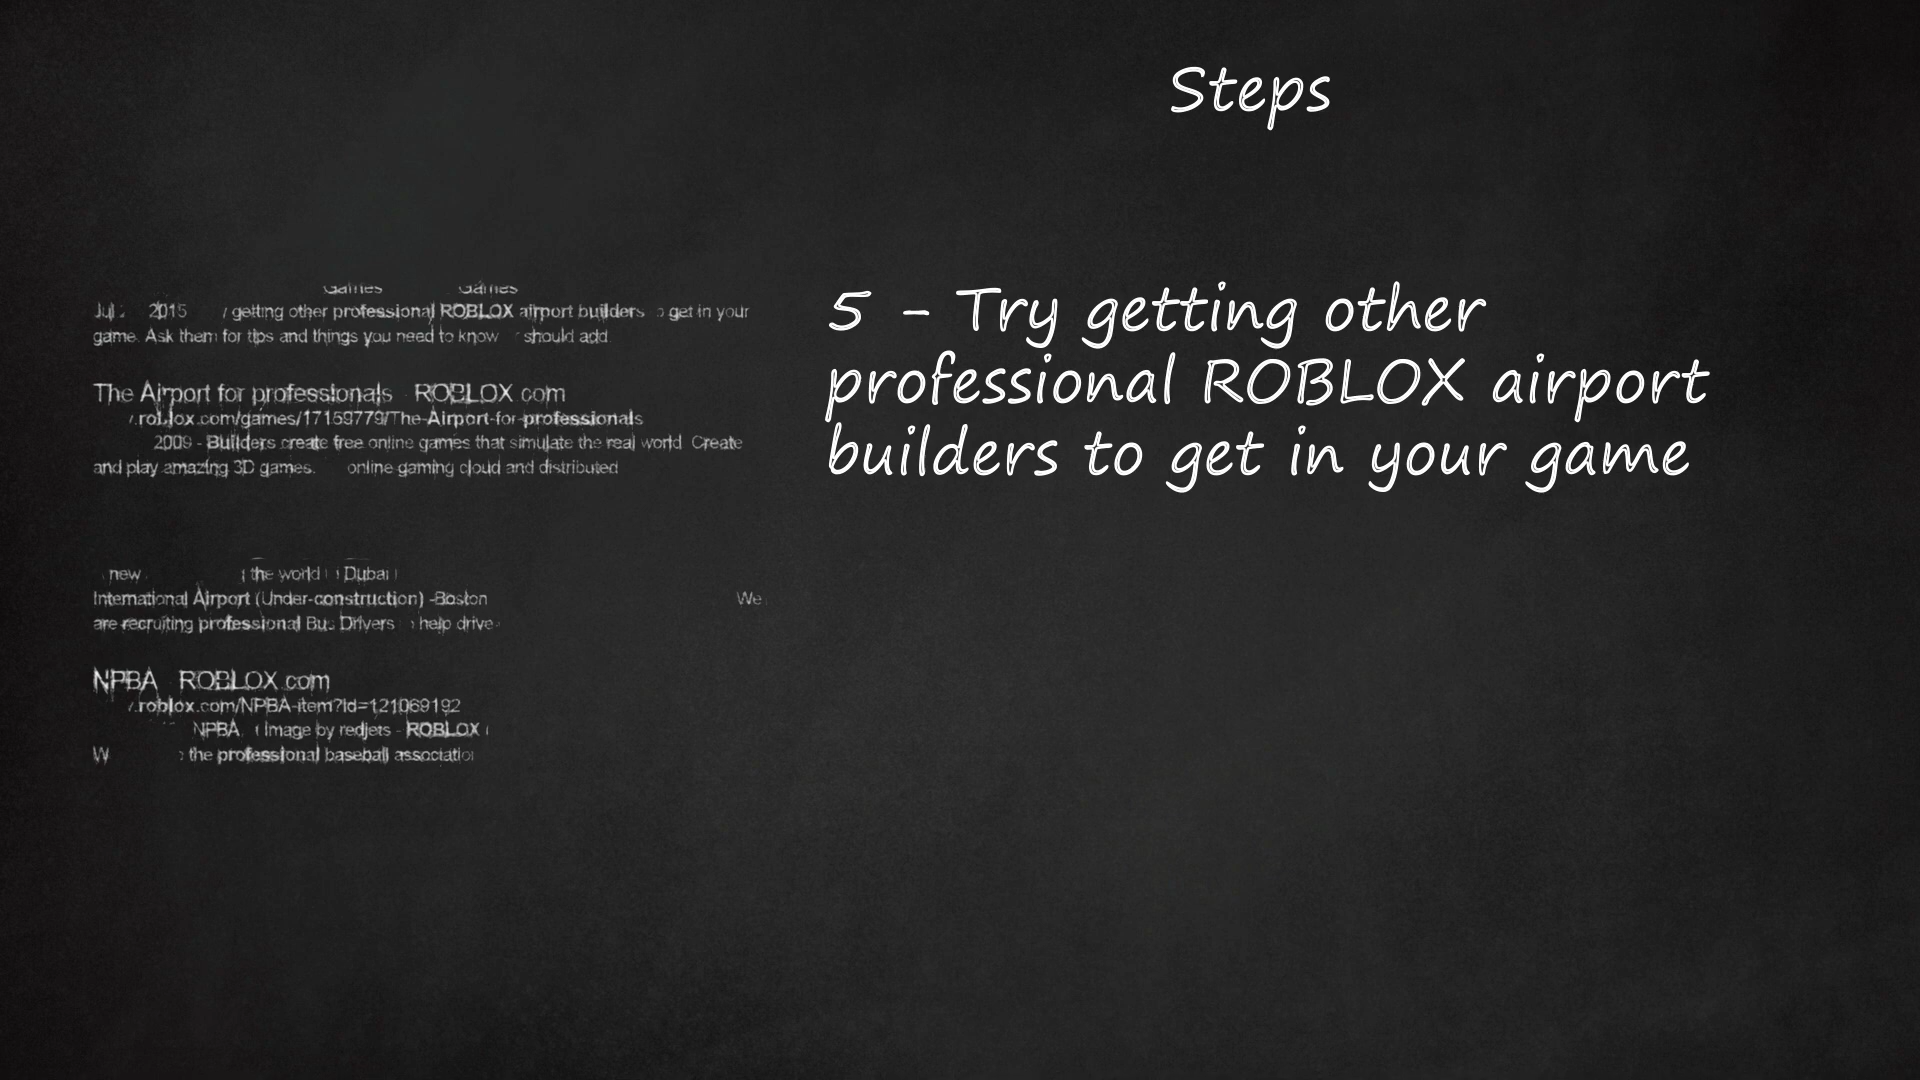 Steps
Games Games
2015 getting other professional ROBLOX airport builders get in your
game. Ask them for tips and things you need to know should add.
The Airport for professionals ROBLOX com
.roblox.com/games/17159779/The-Airport-for-professionals
2009 - Builders create free online games that simulate the real world Create
and play amazing 3D games. online gaming cloud and distributed
new the world Dubai
International Airport (Under-construction) -Boston We
are recruiting professional Bus Drivers help drive
NPBA ROBLOX.com
.roblox.com/NPBA-item?id=121069192
NPBA Image by redjets - ROBLOX
the professional baseball association
5 - Try getting other
professional ROBLOX airport
builders to get in your game